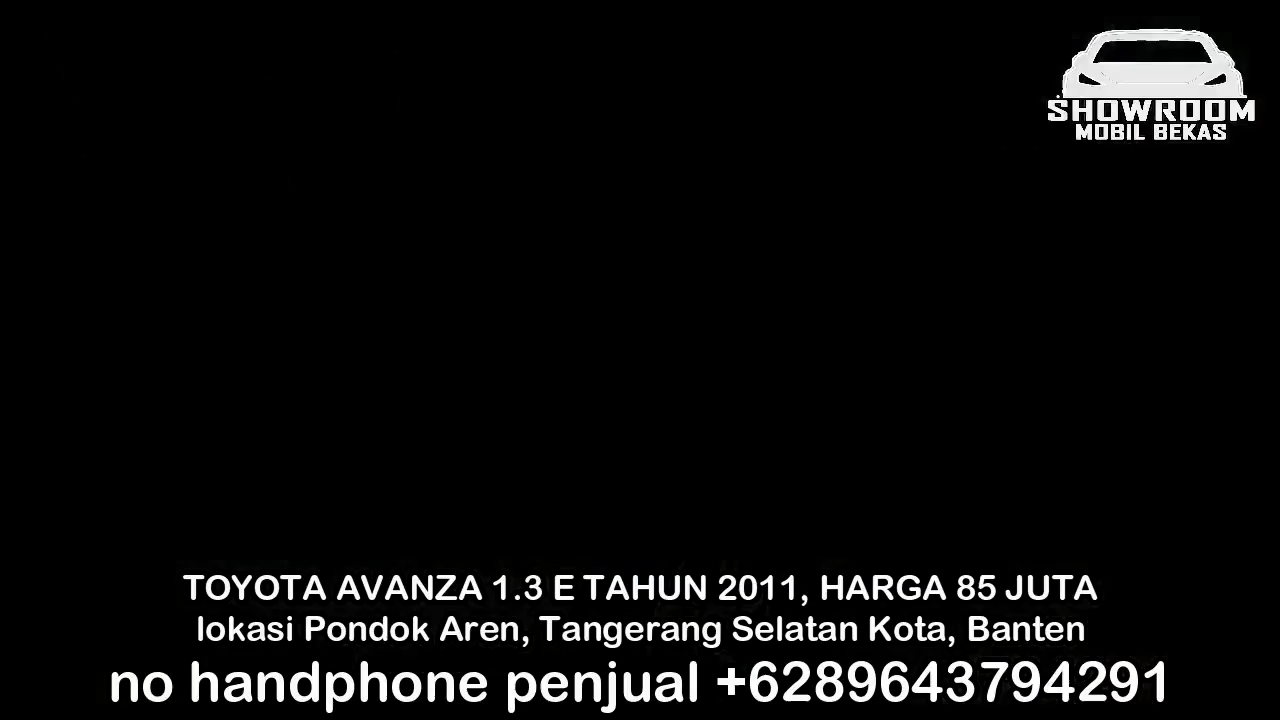 SHOWROOM
MOBIL BEKAS
TOYOTA AVANZA 1.3 E TAHUN 2011, HARGA 85 JUTA
lokasi Pondok Aren, Tangerang Selatan Kota, Banten
no handphone penjual +6289643794291